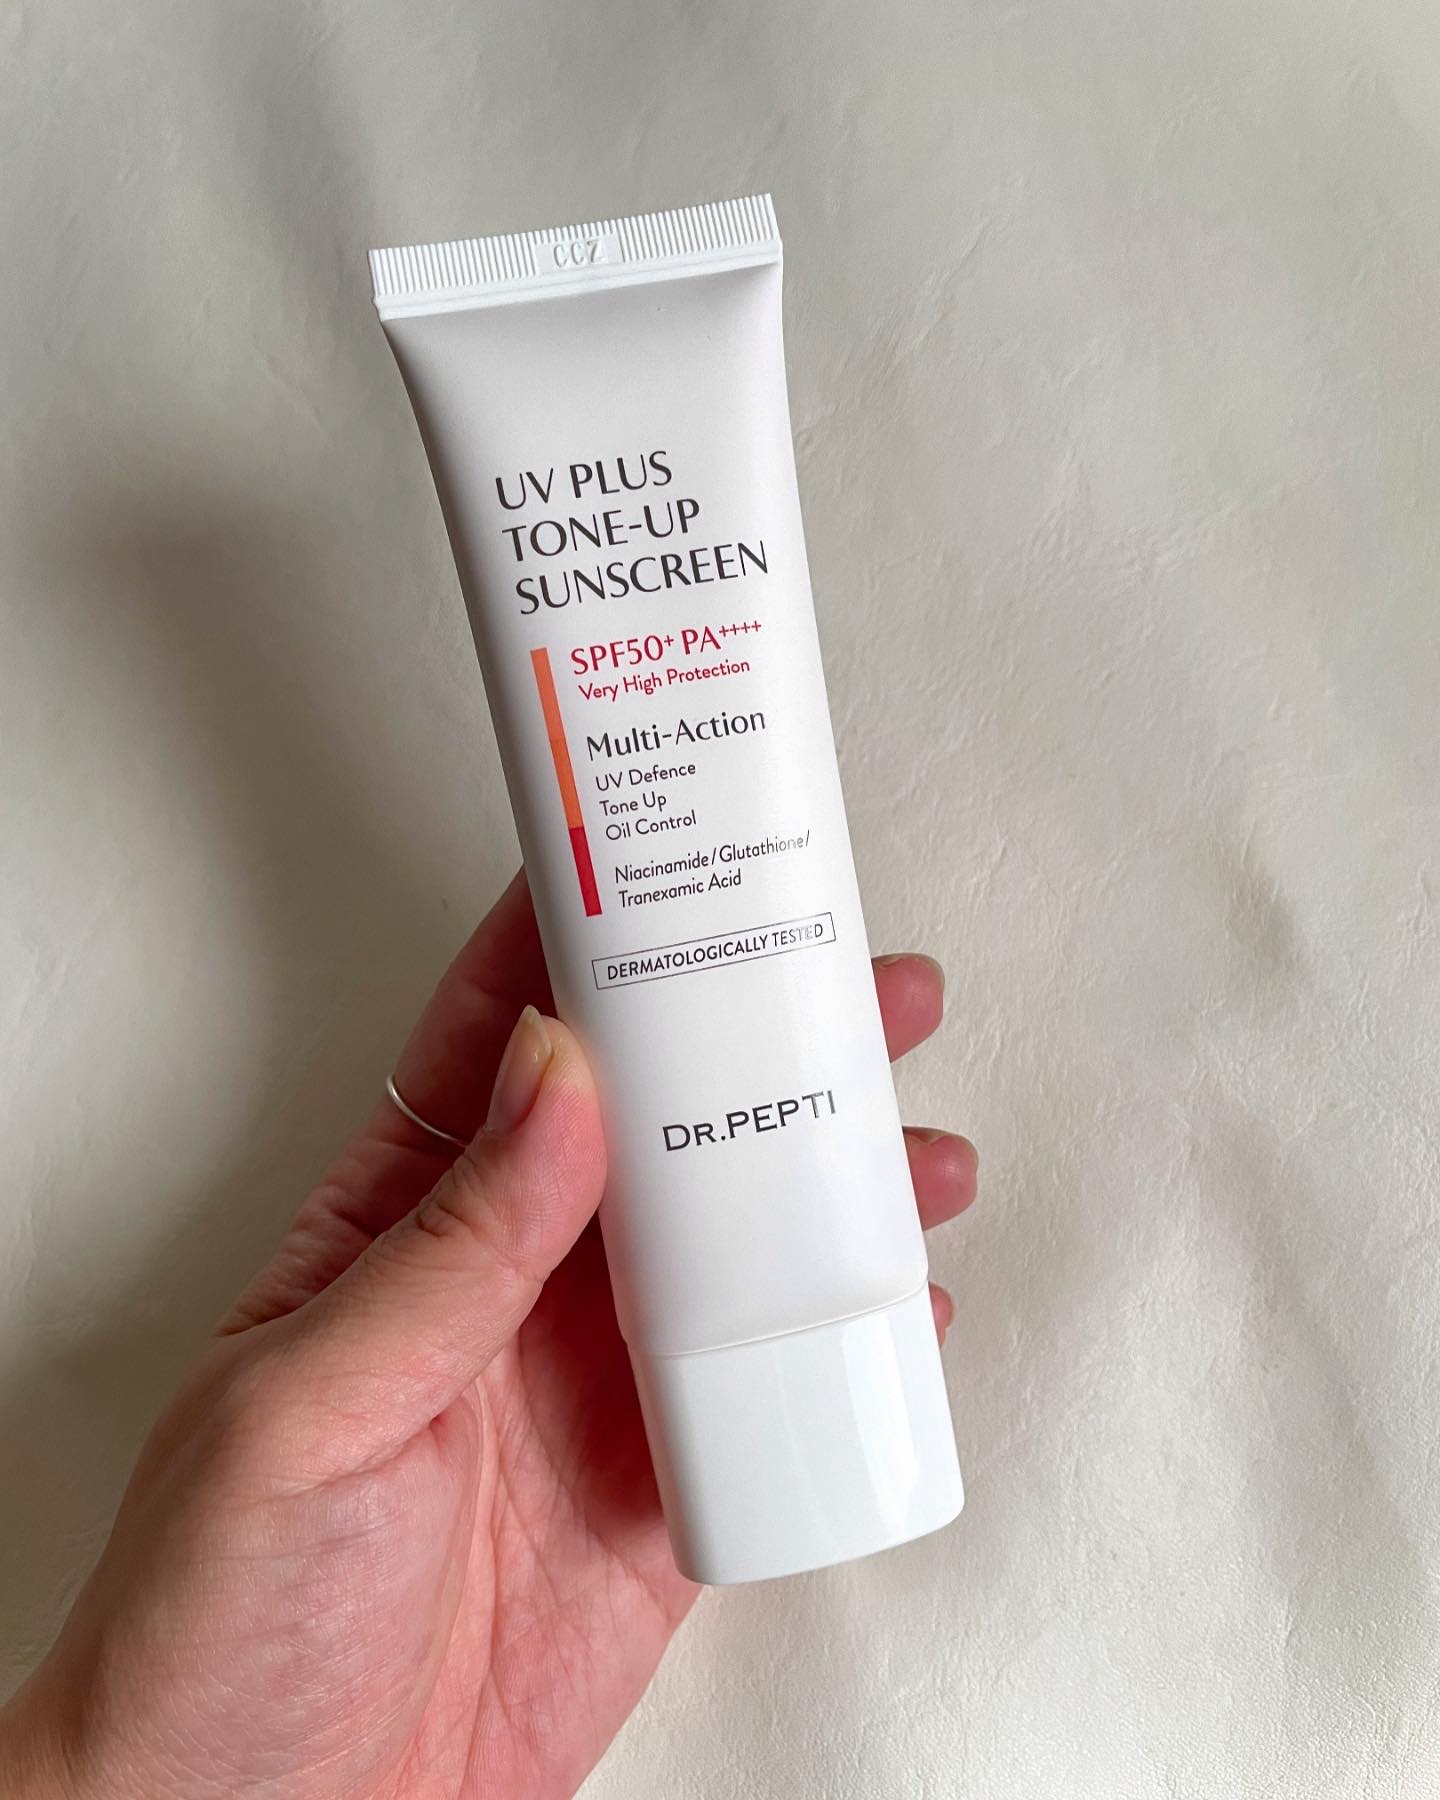 CCZ
UV PLUS
TONE-UP
SUNSCREEN
SPF50+ PA++++
Very High Protection
Multi-Action
UV Defence
Tone Up
Oil Control
Niacinamide/Glutathione/
Tranexamic Acid
DERMATOLOGICALLY TESTED
DR.PEPTI